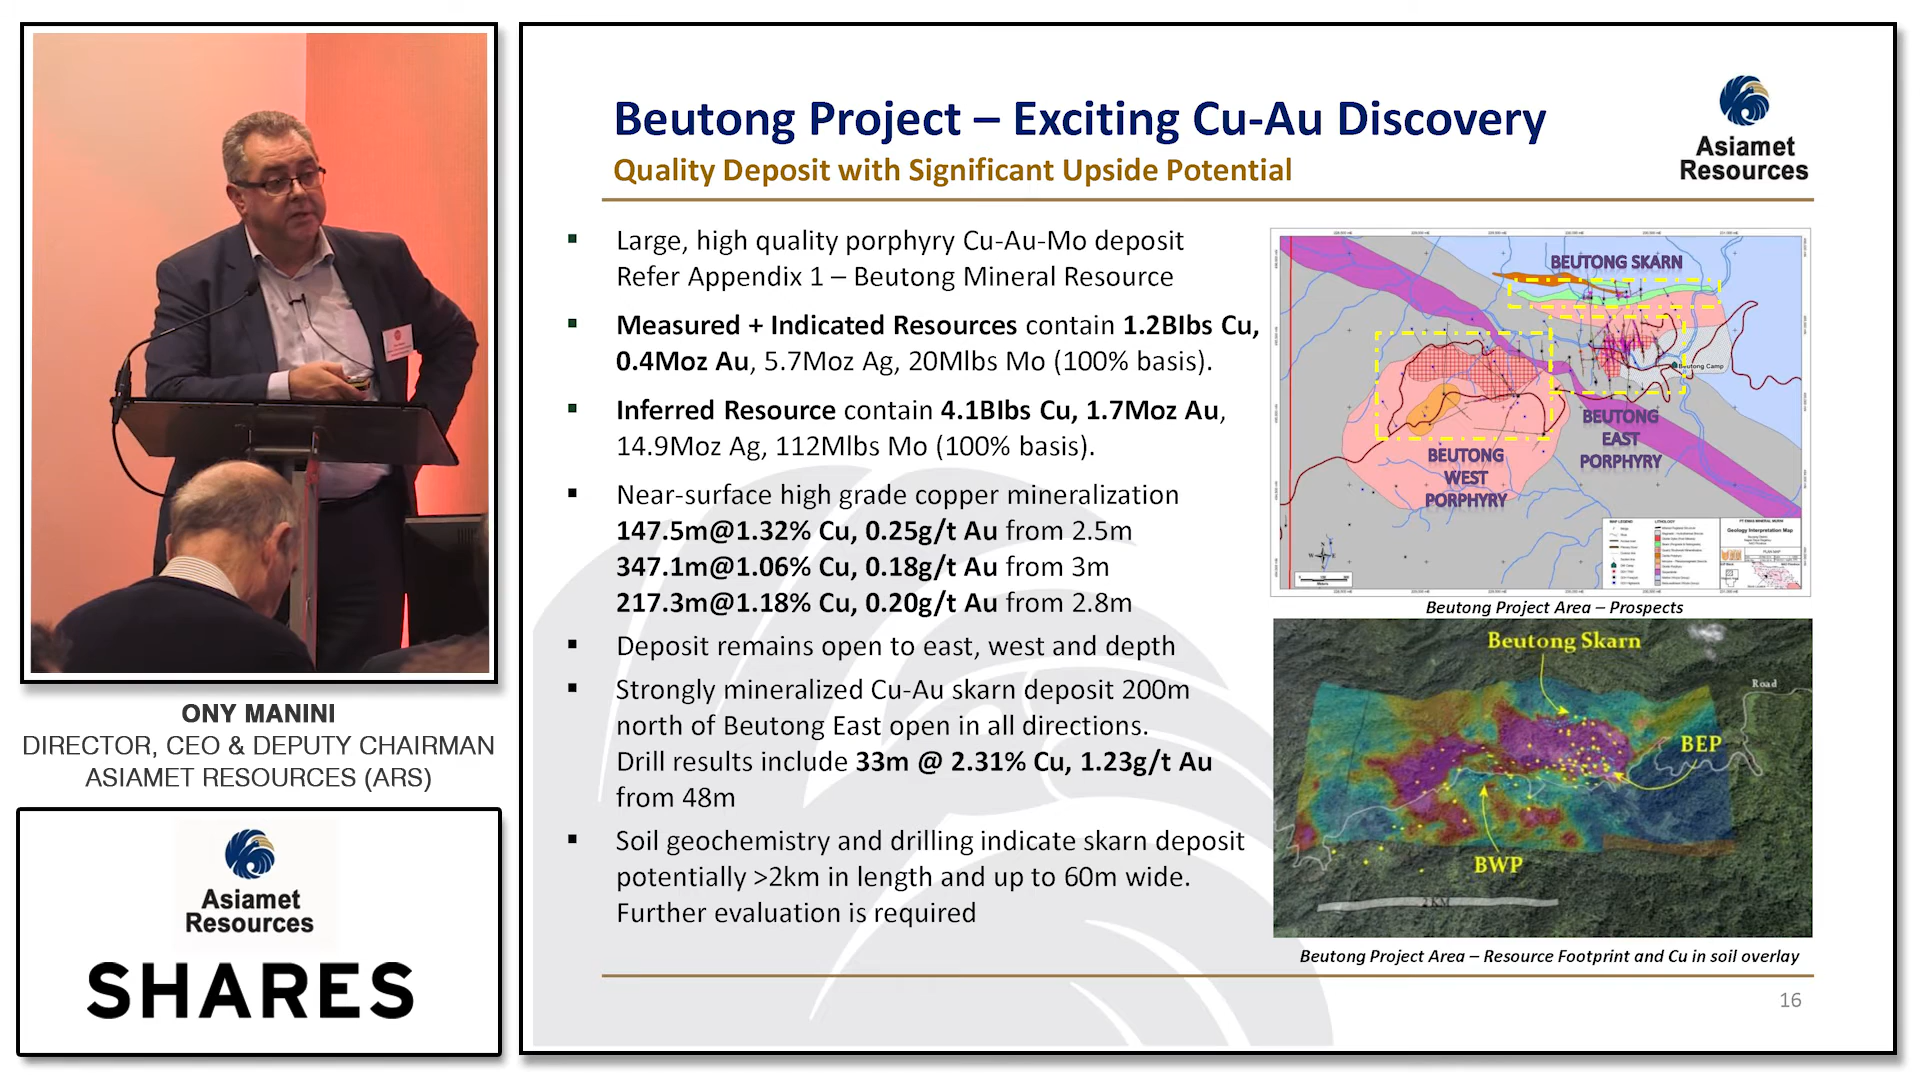 Beutong Project – Exciting Cu-Au Discovery
Quality Deposit with Significant Upside Potential
Asiamet
Resources
▪ Large, high quality porphyry Cu-Au-Mo deposit
Refer Appendix 1 – Beutong Mineral Resource
▪ Measured + Indicated Resources contain 1.2Blbs Cu,
0.4Moz Au, 5.7Moz Ag, 20Mlbs Mo (100% basis).
▪ Inferred Resource contain 4.1Blbs Cu, 1.7Moz Au,
14.9Moz Ag, 112Mlbs Mo (100% basis).
▪ Near-surface high grade copper mineralization
147.5m@1.32% Cu, 0.25g/t Au from 2.5m
347.1m@1.06% Cu, 0.18g/t Au from 3m
217.3m@1.18% Cu, 0.20g/t Au from 2.8m
▪ Deposit remains open to east, west and depth
▪ Strongly mineralized Cu-Au skarn deposit 200m
north of Beutong East open in all directions.
Drill results include 33m @ 2.31% Cu, 1.23g/t Au
from 48m
▪ Soil geochemistry and drilling indicate skarn deposit
potentially >2km in length and up to 60m wide.
Further evaluation is required
BEUTONG SKARN
Beutong Camp
BEUTONG
EAST
PORPHYRY
BEUTONG
WEST
PORPHYRY
MAP LEGEND
LITHOLOGY
Geology Interpretation Map
Beutong Project Area – Prospects
Beutong Skarn
Road
BEP
BWP
2 KM
Beutong Project Area – Resource Footprint and Cu in soil overlay
16
ONY MANINI
DIRECTOR, CEO & DEPUTY CHAIRMAN
ASIAMET RESOURCES (ARS)
Asiamet
Resources
SHARES